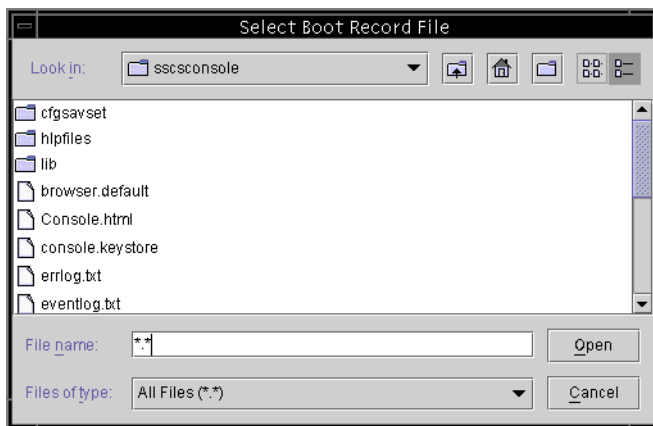 Select Boot Record File
Look in: sscsconsole
cfgsavset
hlpfiles
lib
browser.default
Console.html
console.keystore
errlog.txt
eventlog.txt
File name: *.* Open
Files of type: All Files (*.*) Cancel